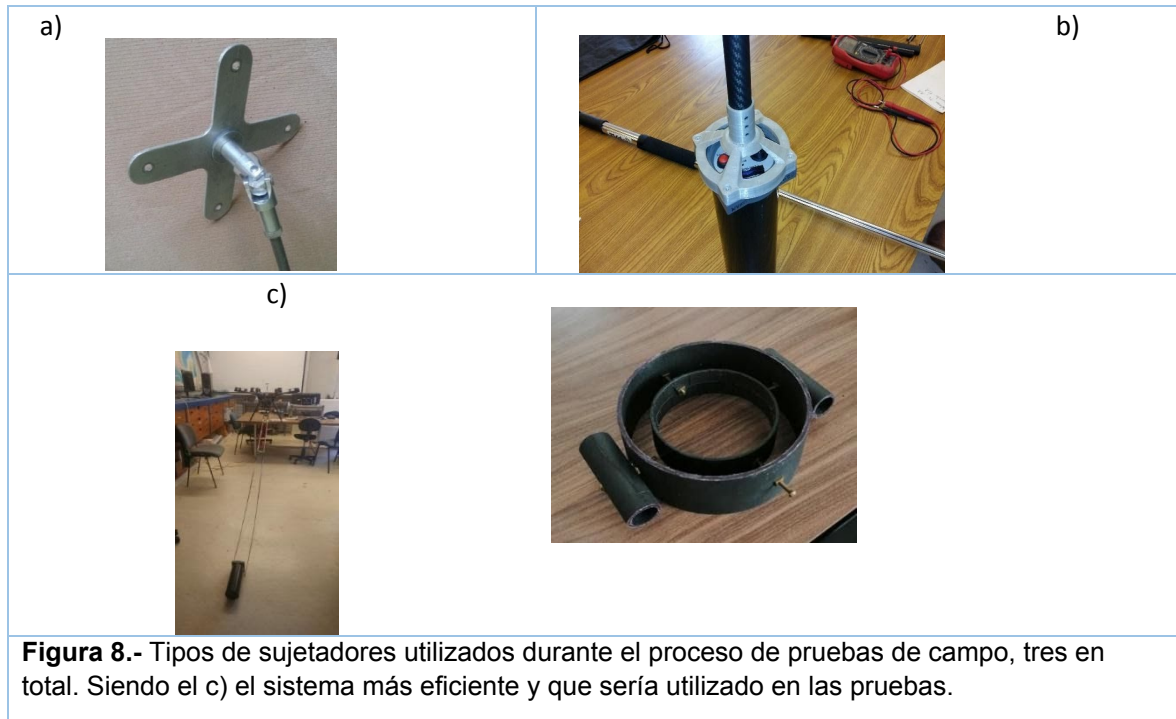 a)
b)
c)
Figura 8.- Tipos de sujetadores utilizados durante el proceso de pruebas de campo, tres en
total. Siendo el c) el sistema más eficiente y que sería utilizado en las pruebas.